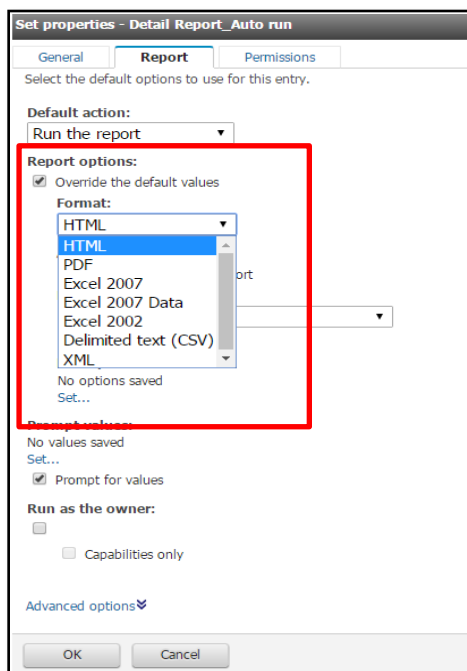 Set properties - Detail Report_Auto run
General Report Permissions
Select the default options to use for this entry.
Default action:
Run the report
Report options:
Override the default values
Format:
HTML
HTML
PDF
Excel 2007
Excel 2007 Data
Excel 2002
Delimited text (CSV)
XML
No options saved
Set...
Prompt values:
No values saved
Set...
Prompt for values
Run as the owner:
Capabilities only
Advanced options
OK Cancel